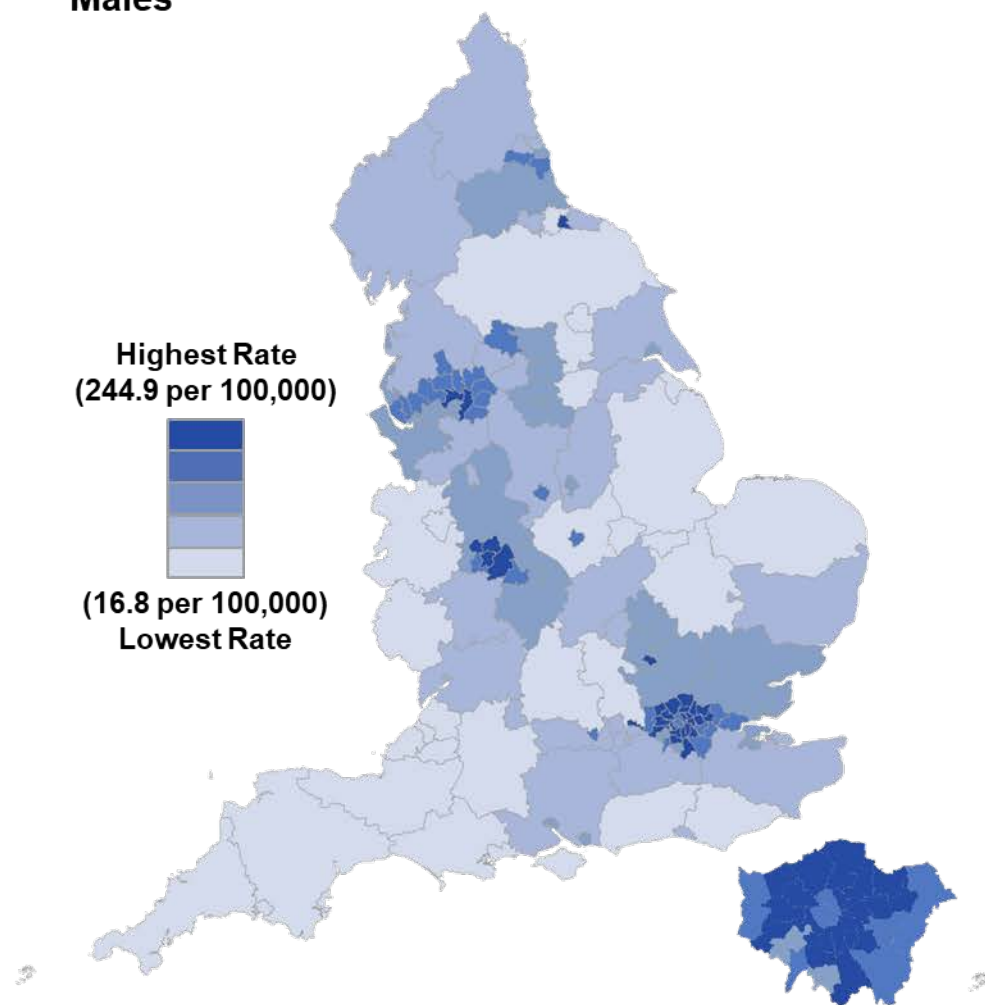 Males
Highest Rate
(244.9 per 100,000)
(16.8 per 100,000)
Lowest Rate